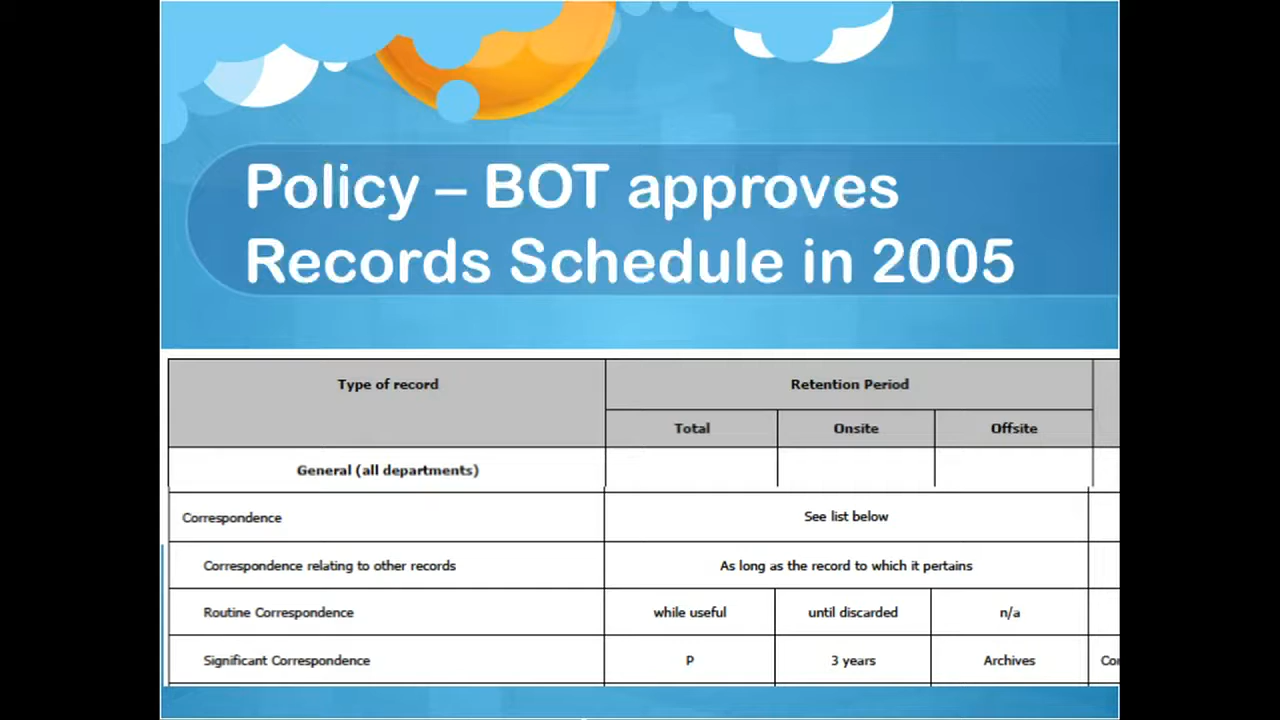 Policy – BOT approves
Records Schedule in 2005
Type of record
Retention Period
Total
Onsite
Offsite
General (all departments)
Correspondence
See list below
Correspondence relating to other records
As long as the record to which it pertains
Routine Correspondence
while useful
until discarded
n/a
Significant Correspondence
P
3 years
Archives